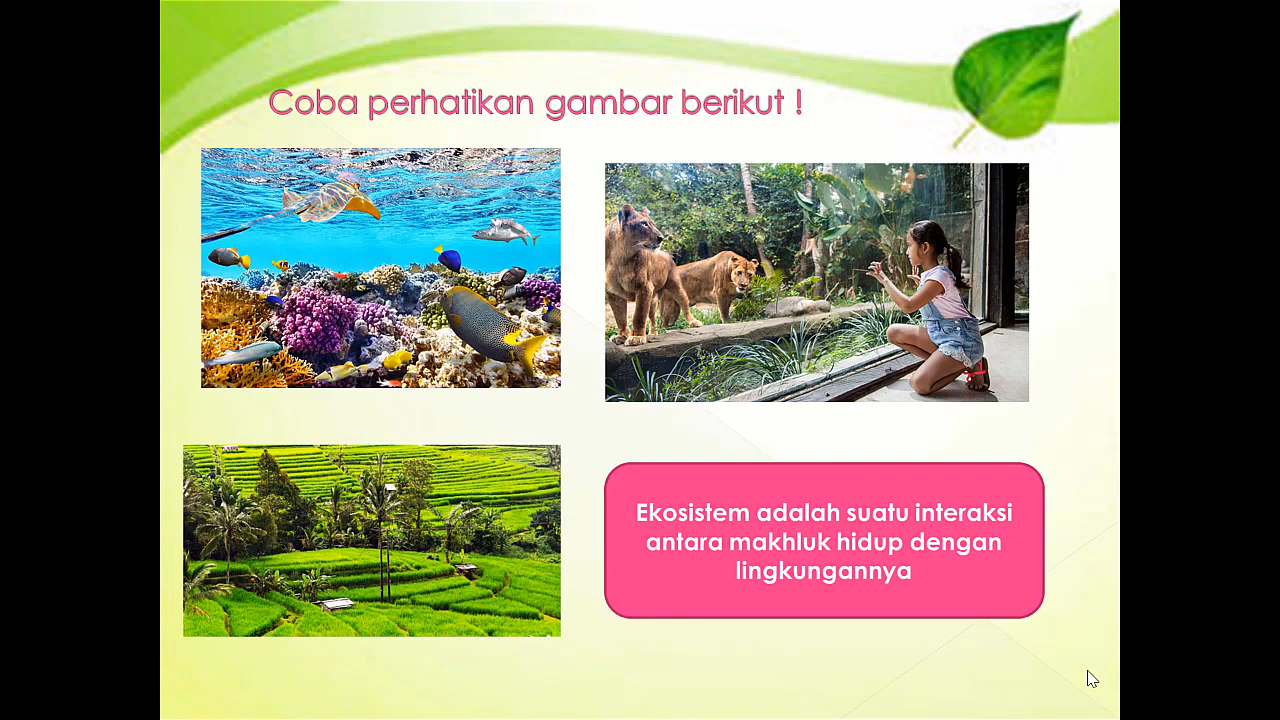 Coba perhatikan gambar berikut !
Ekosistem adalah suatu interaksi
antara makhluk hidup dengan
lingkungannya